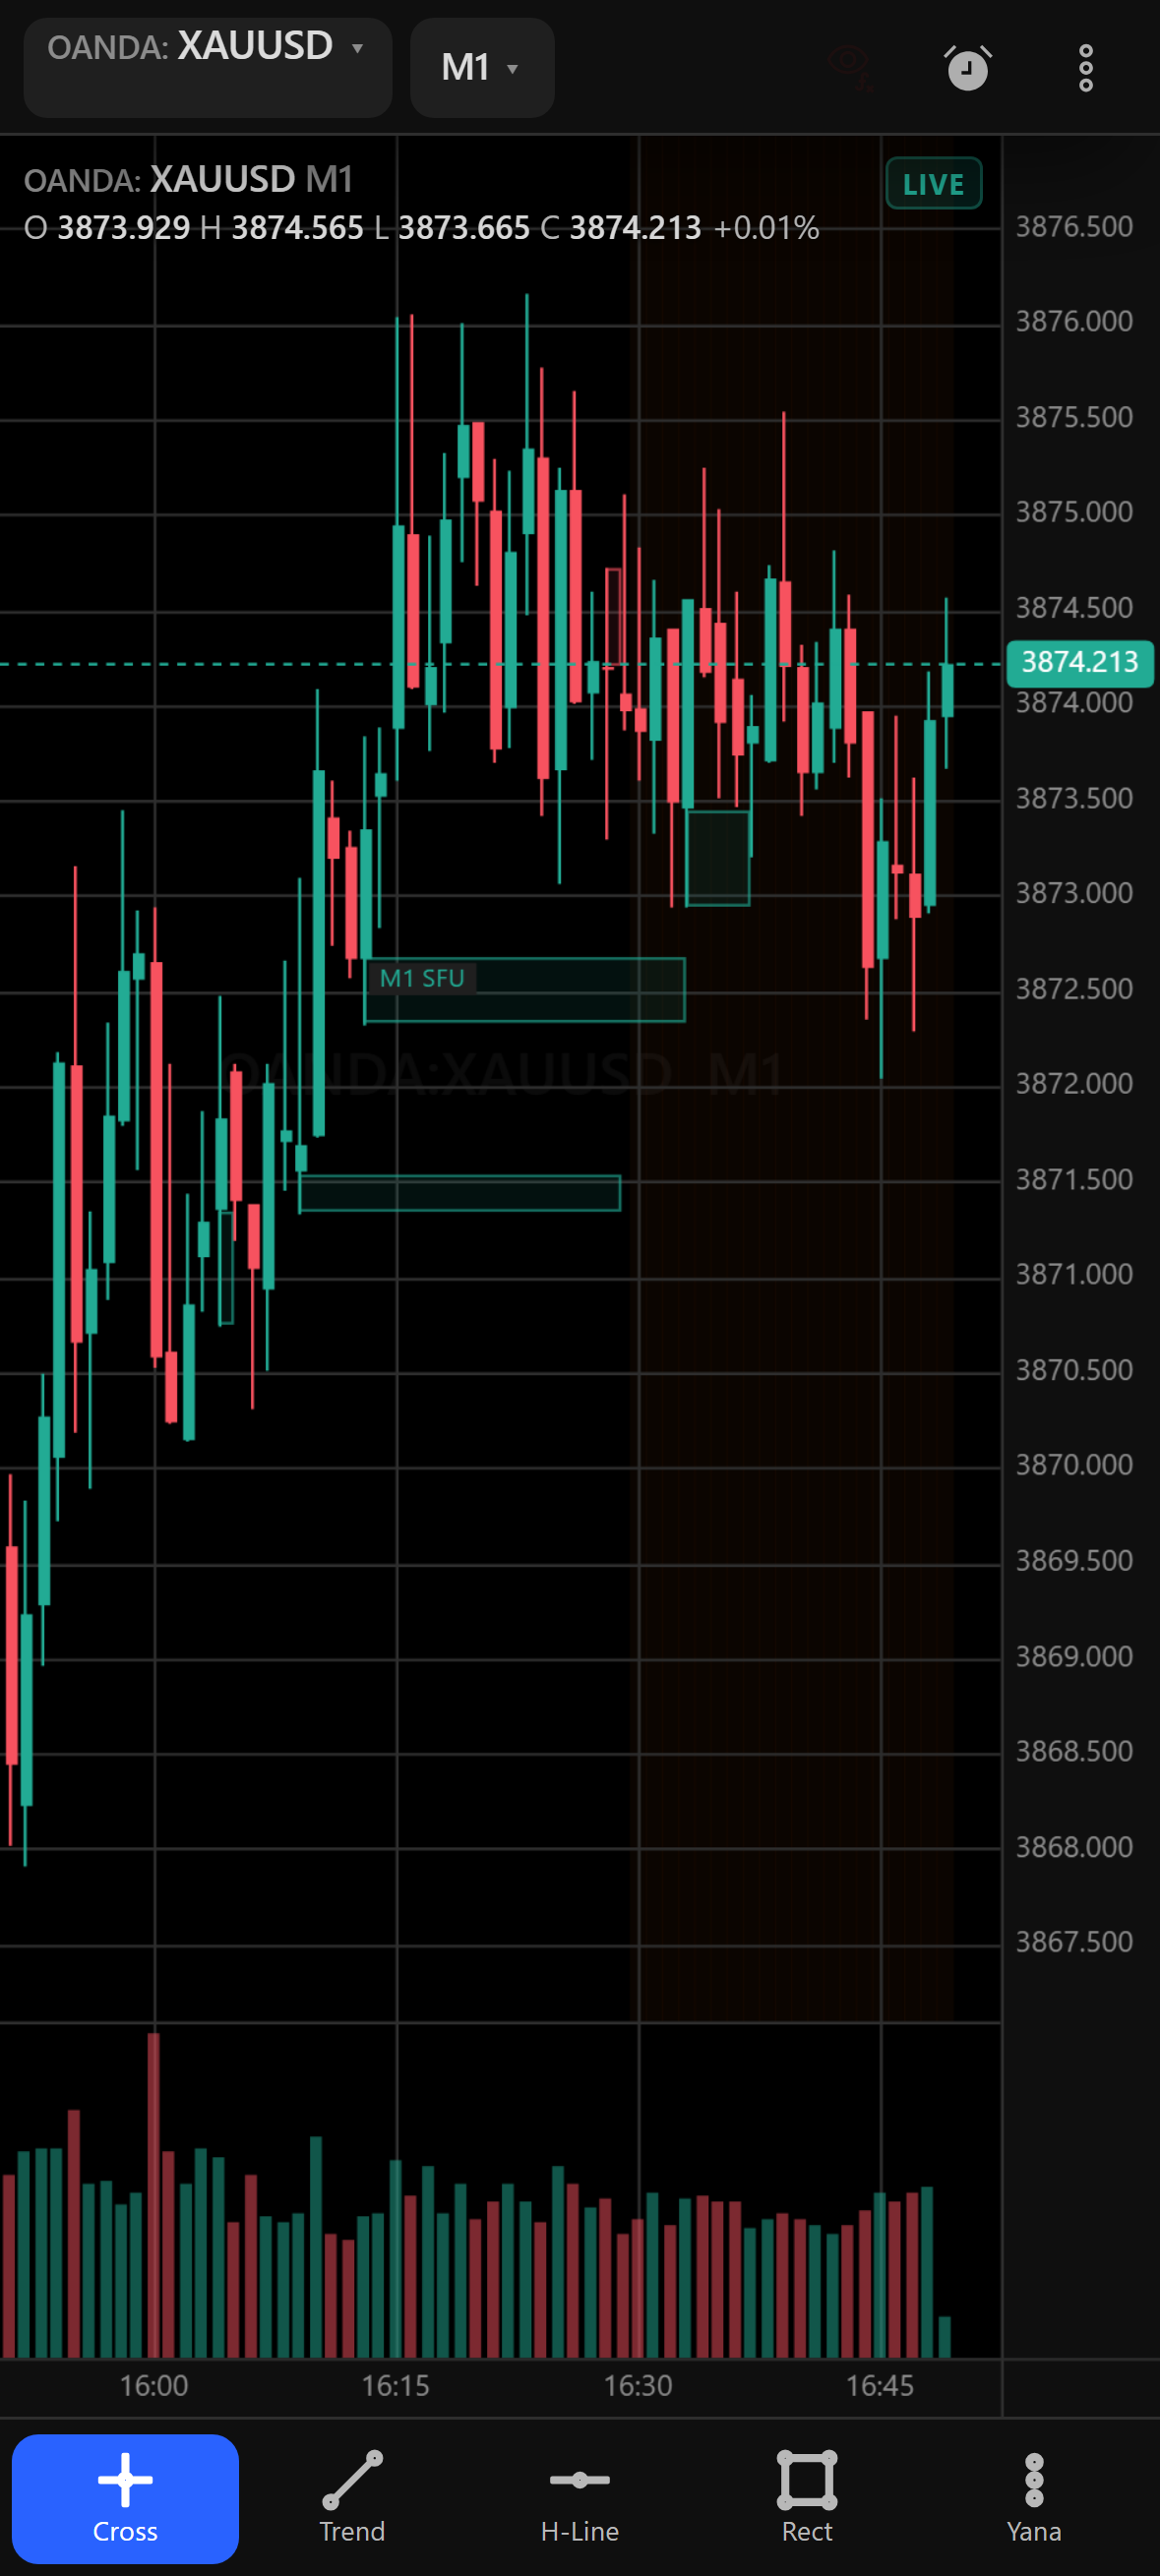 OANDA: XAUUSD ▾ M1 ▾
OANDA: XAUUSD M1
LIVE
O 3873.929 H 3874.565 L 3873.665 C 3874.213 +0.01%
3876.500
3876.000
3875.500
3875.000
3874.500
3874.213
3874.000
3873.500
3873.000
M1 SFU
3872.500
OANDA:XAUUSD M1
3872.000
3871.500
3871.000
3870.500
3870.000
3869.500
3869.000
3868.500
3868.000
3867.500
16:00 16:15 16:30 16:45
Cross Trend H-Line Rect Yana